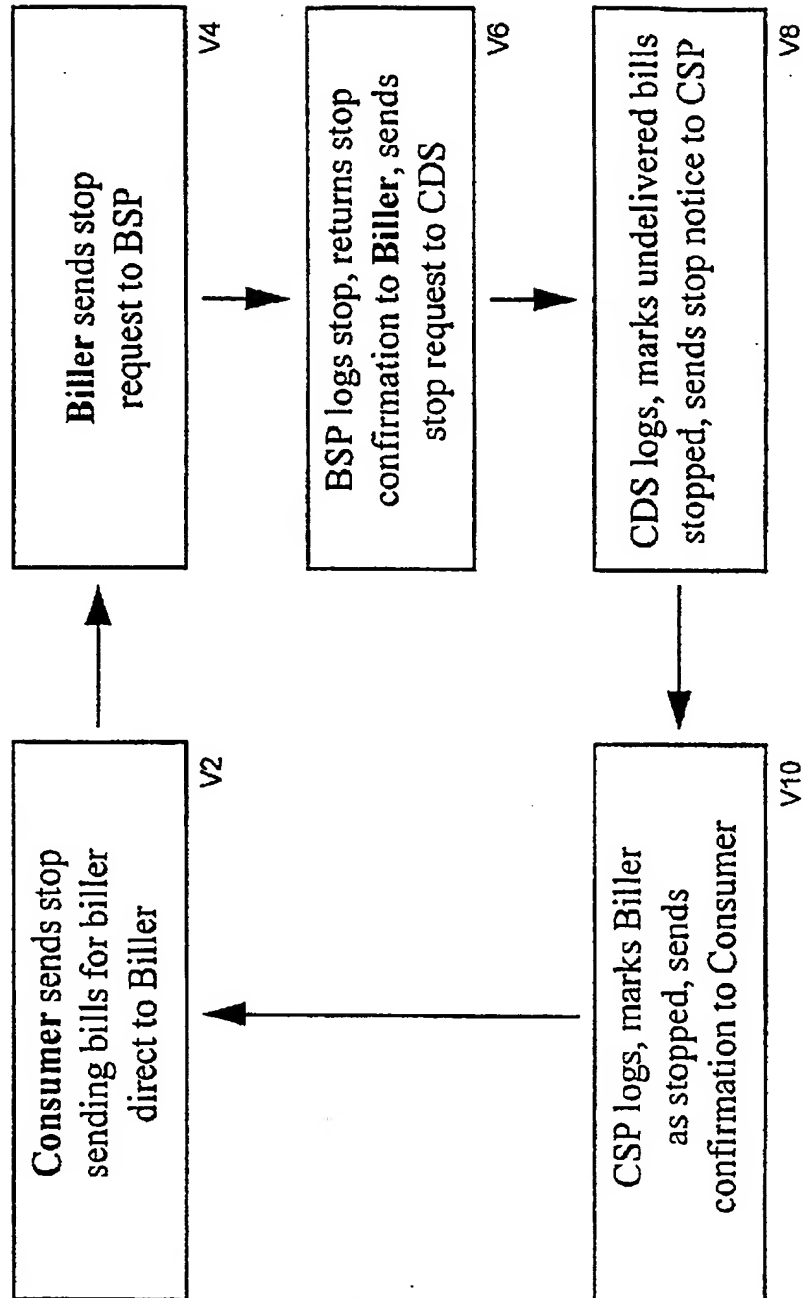 Consumer sends stop
sending bills for biller
direct to Biller
V2
Biller sends stop
request to BSP
V4
BSP logs stop, returns stop
confirmation to Biller, sends
stop request to CDS
V6
CDS logs, marks undelivered bills
stopped, sends stop notice to CSP
V8
CSP logs, marks Biller
as stopped, sends
confirmation to Consumer
V10